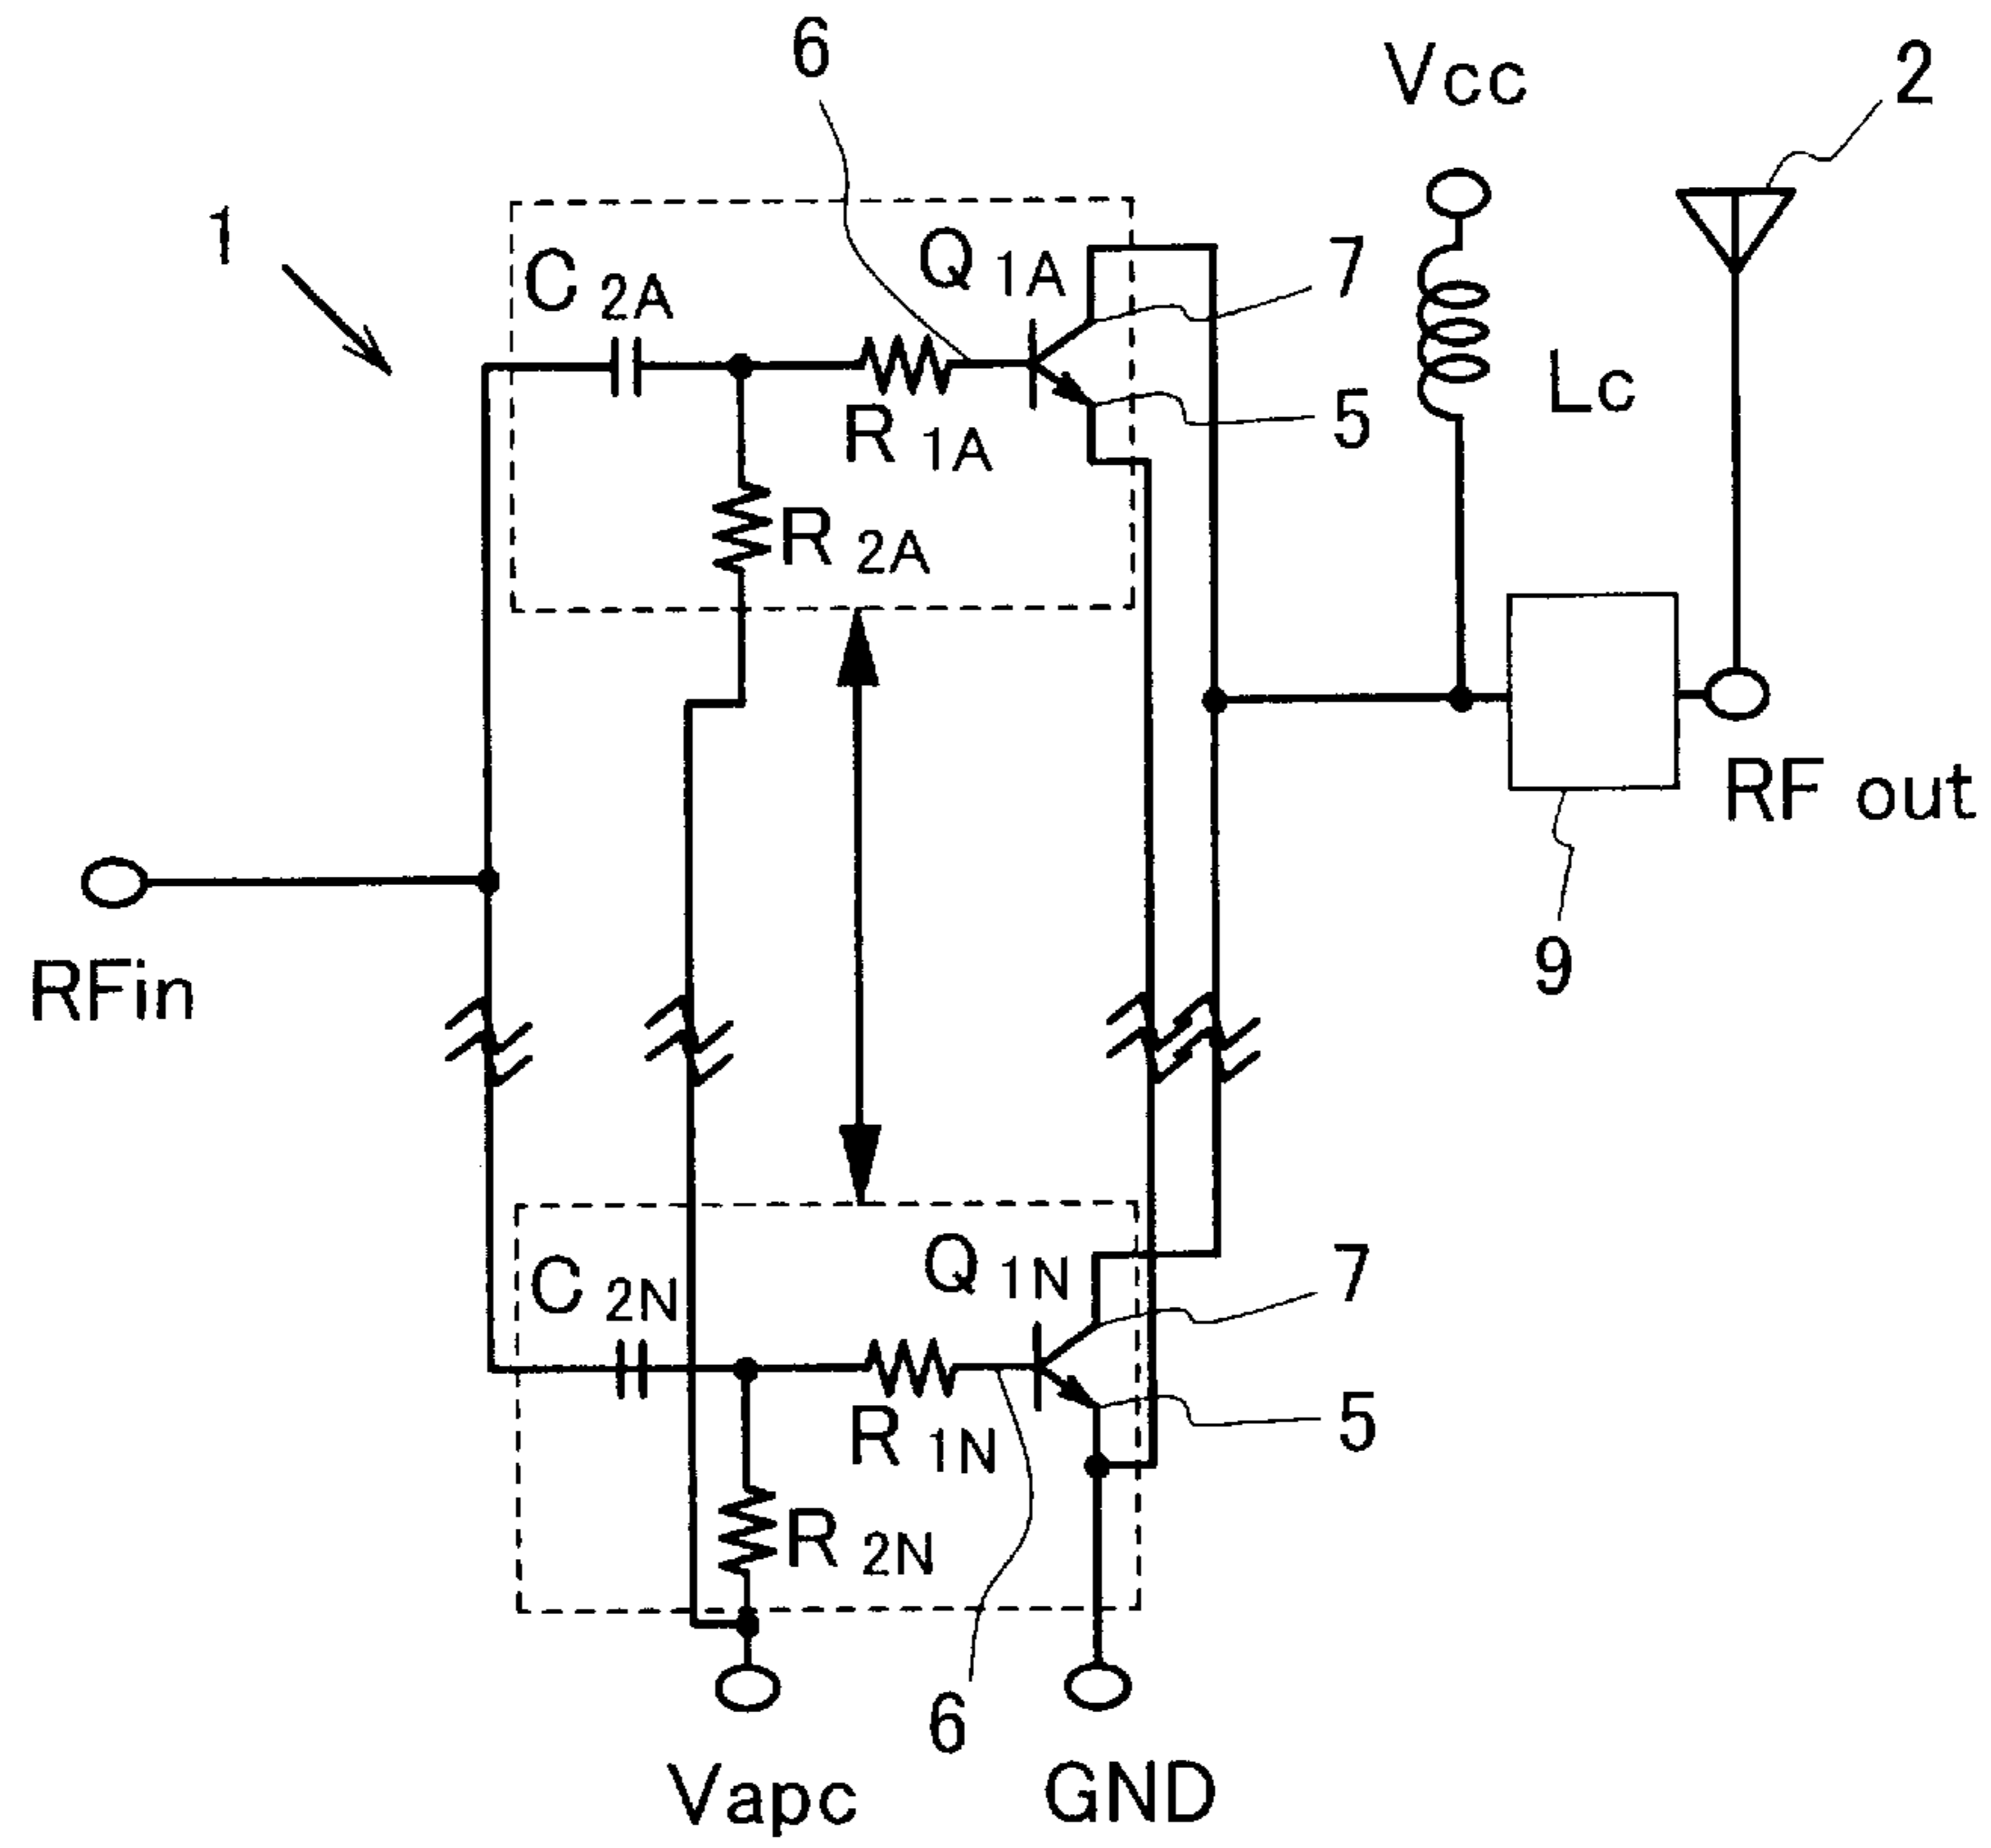 6
Vcc
2
1
C 2A
Q 1A
7
R 1A
5
Lc
R 2A
RF out
RFin
9
C 2N
Q 1N
7
R 1N
5
R 2N
6
Vapc
GND